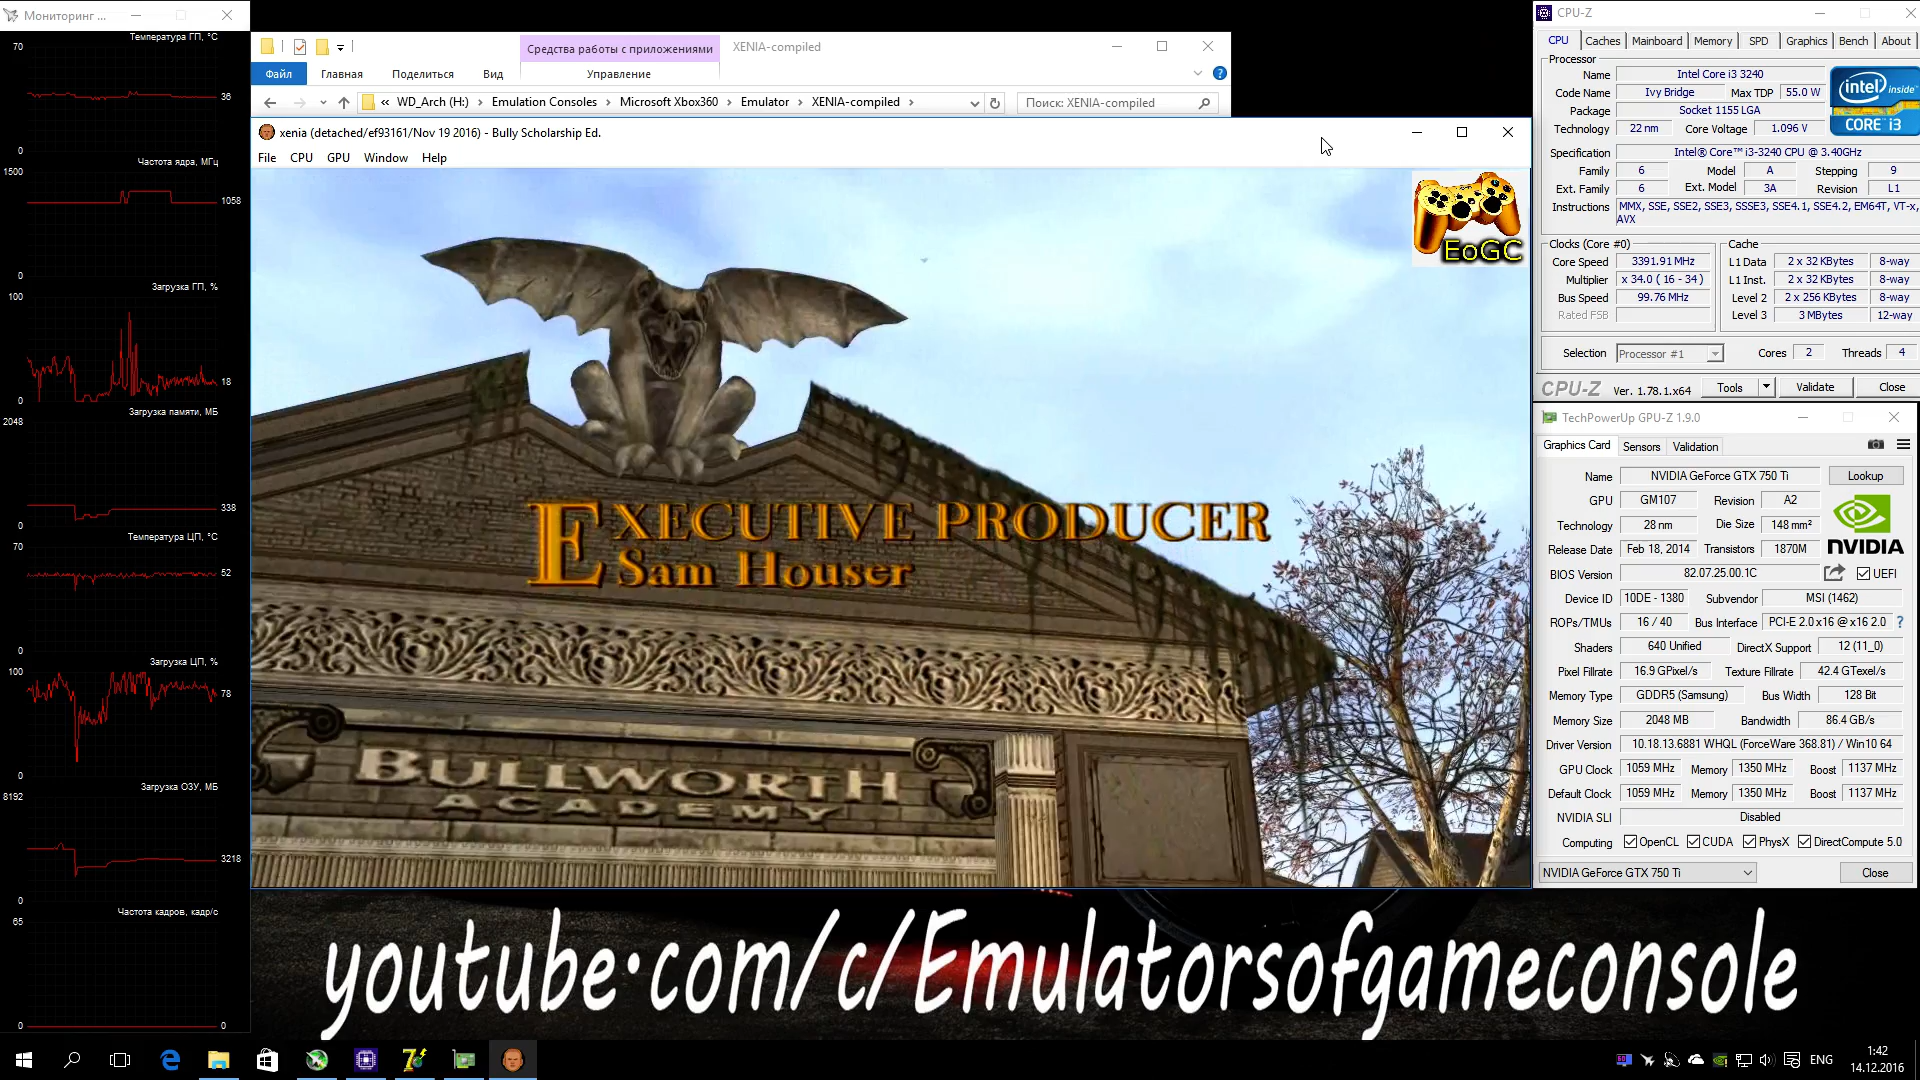 Мониторинг ...
Температура ГП, °C
70
36
0
Частота ядра, МГц
1500
1058
0
Загрузка ГП, %
100
18
0
Загрузка памяти, МБ
2048
338
0
Температура ЦП, °C
70
52
0
Загрузка ЦП, %
100
78
0
Загрузка ОЗУ, МБ
8192
3218
0
Частота кадров, кадр/с
65
0
0
Средства работы с приложениями
XENIA-compiled
Файл
Главная
Поделиться
Вид
Управление
« WD_Arch (H:) › Emulation Consoles › Microsoft Xbox360 › Emulator › XENIA-compiled ›
Поиск: XENIA-compiled
xenia (detached/ef93161/Nov 19 2016) - Bully Scholarship Ed.
File CPU GPU Window Help
EoGC
EXECUTIVE PRODUCER
Sam Houser
BULLWORTH
ACADEMY
youtube.com/c/Emulatorsofgameconsole
CPU-Z
CPU Caches Mainboard Memory SPD Graphics Bench About
Processor
Name Intel Core i3 3240
Code Name Ivy Bridge Max TDP 55.0 W
Package Socket 1155 LGA
Technology 22 nm Core Voltage 1.096 V
intel inside™
CORE i3
Specification Intel® Core™ i3-3240 CPU @ 3.40GHz
Family 6 Model A Stepping 9
Ext. Family 6 Ext. Model 3A Revision L1
Instructions MMX, SSE, SSE2, SSE3, SSSE3, SSE4.1, SSE4.2, EM64T, VT-x,
AVX
Clocks (Core #0)
Core Speed 3391.91 MHz
Multiplier x 34.0 ( 16 - 34 )
Bus Speed 99.76 MHz
Rated FSB
Cache
L1 Data 2 x 32 KBytes 8-way
L1 Inst. 2 x 32 KBytes 8-way
Level 2 2 x 256 KBytes 8-way
Level 3 3 MBytes 12-way
Selection Processor #1 Cores 2 Threads 4
CPU-Z Ver. 1.78.1.x64 Tools Validate Close
TechPowerUp GPU-Z 1.9.0
Graphics Card Sensors Validation
Name NVIDIA GeForce GTX 750 Ti Lookup
GPU GM107 Revision A2
Technology 28 nm Die Size 148 mm²
Release Date Feb 18, 2014 Transistors 1870M
NVIDIA
BIOS Version 82.07.25.00.1C UEFI
Device ID 10DE - 1380 Subvendor MSI (1462)
ROPs/TMUs 16 / 40 Bus Interface PCI-E 2.0 x16 @ x16 2.0 ?
Shaders 640 Unified DirectX Support 12 (11_0)
Pixel Fillrate 16.9 GPixel/s Texture Fillrate 42.4 GTexel/s
Memory Type GDDR5 (Samsung) Bus Width 128 Bit
Memory Size 2048 MB Bandwidth 86.4 GB/s
Driver Version 10.18.13.6881 WHQL (ForceWare 368.81) / Win10 64
GPU Clock 1059 MHz Memory 1350 MHz Boost 1137 MHz
Default Clock 1059 MHz Memory 1350 MHz Boost 1137 MHz
NVIDIA SLI Disabled
Computing OpenCL CUDA PhysX DirectCompute 5.0
NVIDIA GeForce GTX 750 Ti Close
ENG
1:42
14.12.2016